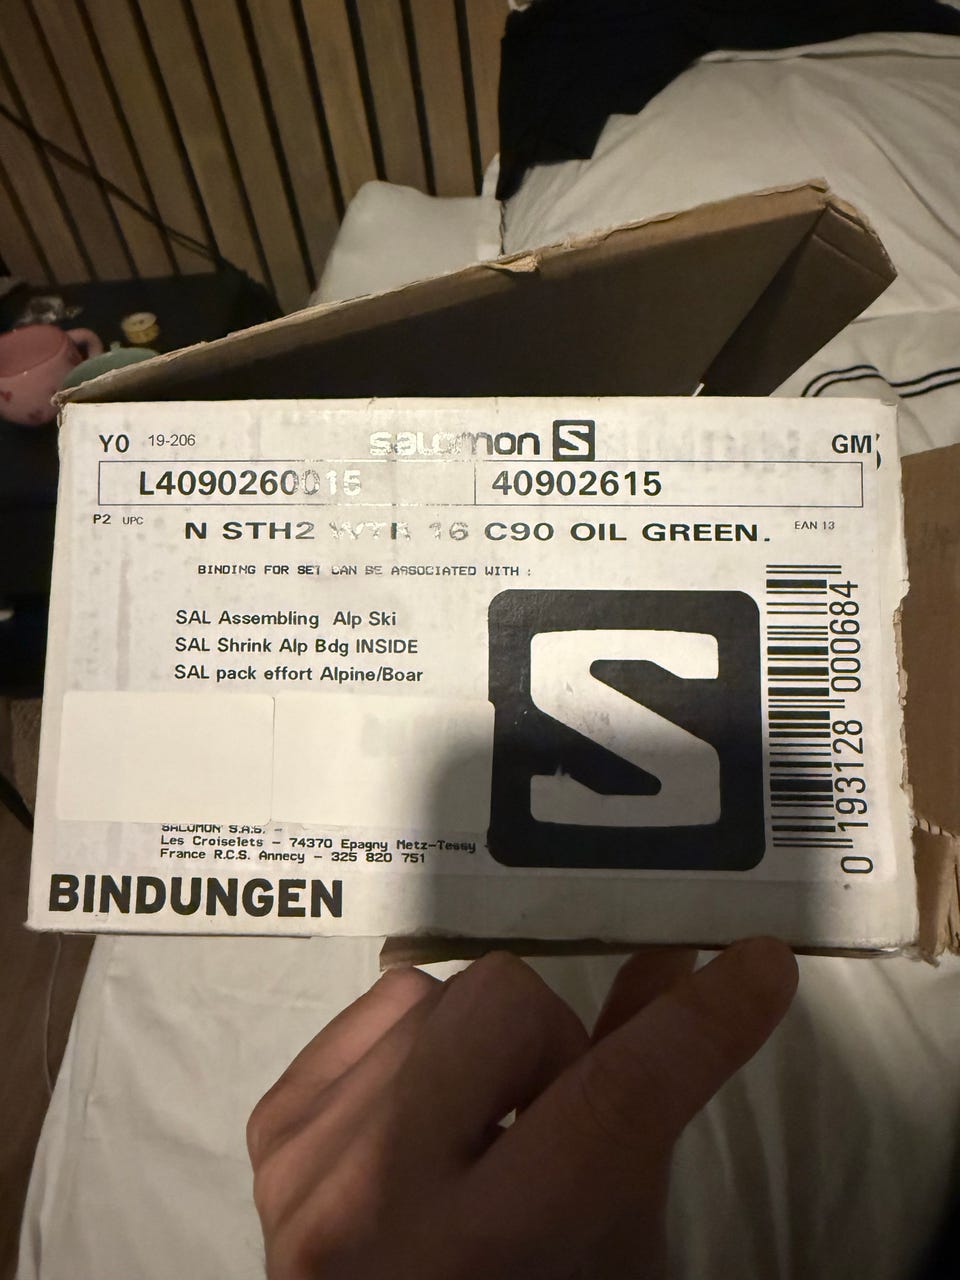 Y0 19-206 salomon S GM
L40902600015 40902615
P2 UPC N STH2 WTR 16 C90 OIL GREEN. EAN 13
BINDING FOR SET CAN BE ASSOCIATED WITH :
SAL Assembling Alp Ski
SAL Shrink Alp Bdg INSIDE
SAL pack effort Alpine/Boar
0 193128 000684
SALOMON S.A.S. -
Les Croiselets - 74370 Epagny Metz-Tessy -
France R.C.S. Annecy - 325 820 751
BINDUNGEN